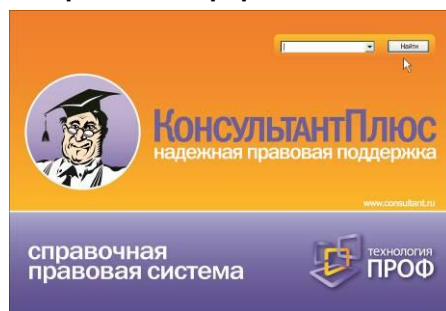 Найти
КонсультантПлюс
надежная правовая поддержка
www.consultant.ru
справочная
правовая система
технология
ПРОФ